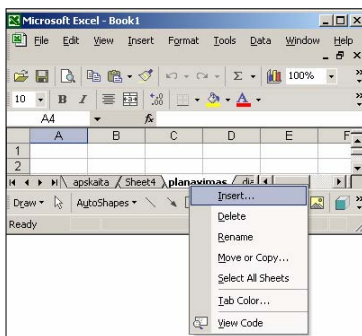 Microsoft Excel - Book1
File Edit View Insert Format Tools Data Window Help
100%
10 B I
A4 fx
A B C D E F
1
2
apskaita Sheet4 planavimas
Draw AutoShapes
Ready
Insert...
Delete
Rename
Move or Copy...
Select All Sheets
Tab Color...
View Code